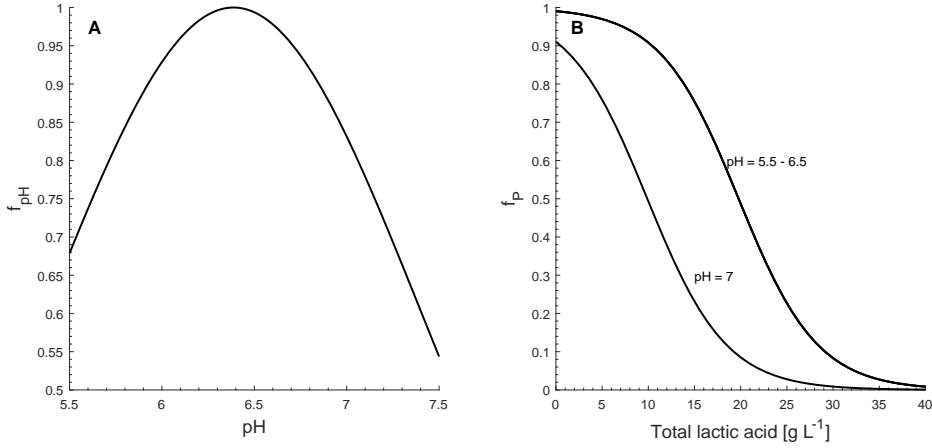 A
1
0.95
0.9
0.85
0.8
0.75
0.7
0.65
0.6
0.55
0.5
f_pH
5.5 6 6.5 7 7.5
pH
B
1
0.9
0.8
0.7
0.6
0.5
0.4
0.3
0.2
0.1
0
f_P
pH = 5.5 - 6.5
pH = 7
0 5 10 15 20 25 30 35 40
Total lactic acid [g L⁻¹]